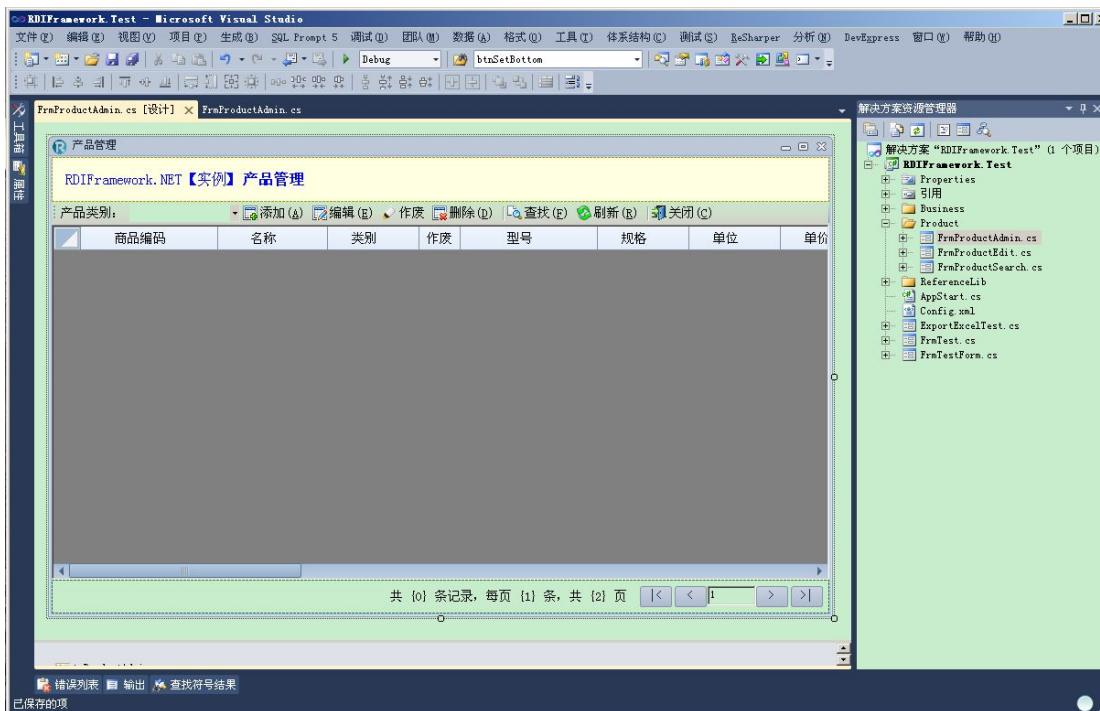 RDIFramework.Test - Microsoft Visual Studio
文件(F) 编辑(E) 视图(V) 项目(P) 生成(B) SQL Prompt 5 调试(D) 团队(M) 数据(A) 格式(O) 工具(T) 体系结构(C) 测试(S) ReSharper 分析(N) DevExpress 窗口(W) 帮助(H)
Debug btnSetBottom
FrmProductAdmin.cs [设计] FrmProductAdmin.cs
工具箱
属性
产品管理
RDIFramework.NET【实例】产品管理
产品类别: 添加(A) 编辑(E) 作废 删除(D) 查找(F) 刷新(R) 关闭(C)
商品编码 名称 类别 作废 型号 规格 单位 单价
共 {0} 条记录，每页 {1} 条，共 {2} 页 |< < 1 > >|
解决方案资源管理器
解决方案“RDIFramework.Test”(1 个项目)
RDIFramework.Test
Properties
引用
Business
Product
FrmProductAdmin.cs
FrmProductEdit.cs
FrmProductSearch.cs
ReferenceLib
AppStart.cs
Config.xml
ExportExcelTest.cs
FrmTest.cs
FrmTestForm.cs
错误列表 输出 查找符号结果
已保存的项